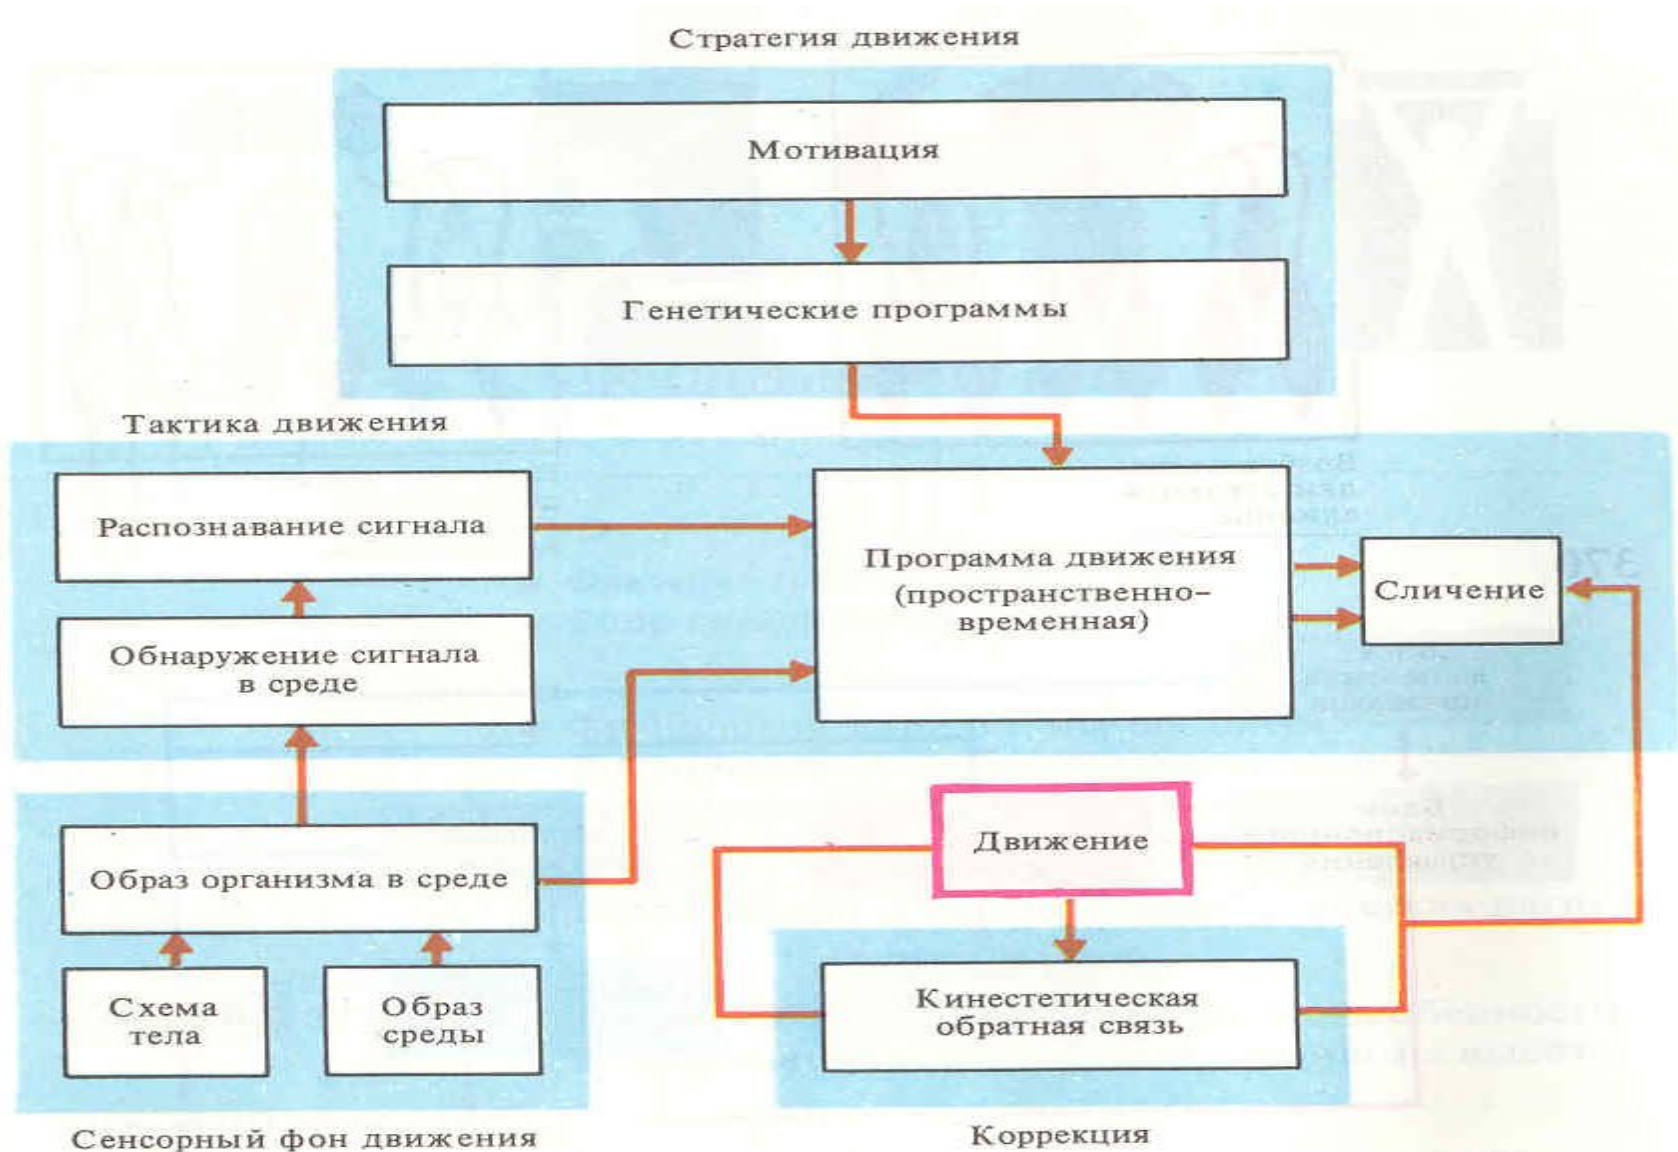 Стратегия движения
Мотивация
Генетические программы
Тактика движения
Распознавание сигнала
Обнаружение сигнала
в среде
Программа движения
(пространственно-
временная)
Сличение
Образ организма в среде
Схема
тела
Образ
среды
Сенсорный фон движения
Движение
Кинестетическая
обратная связь
Коррекция